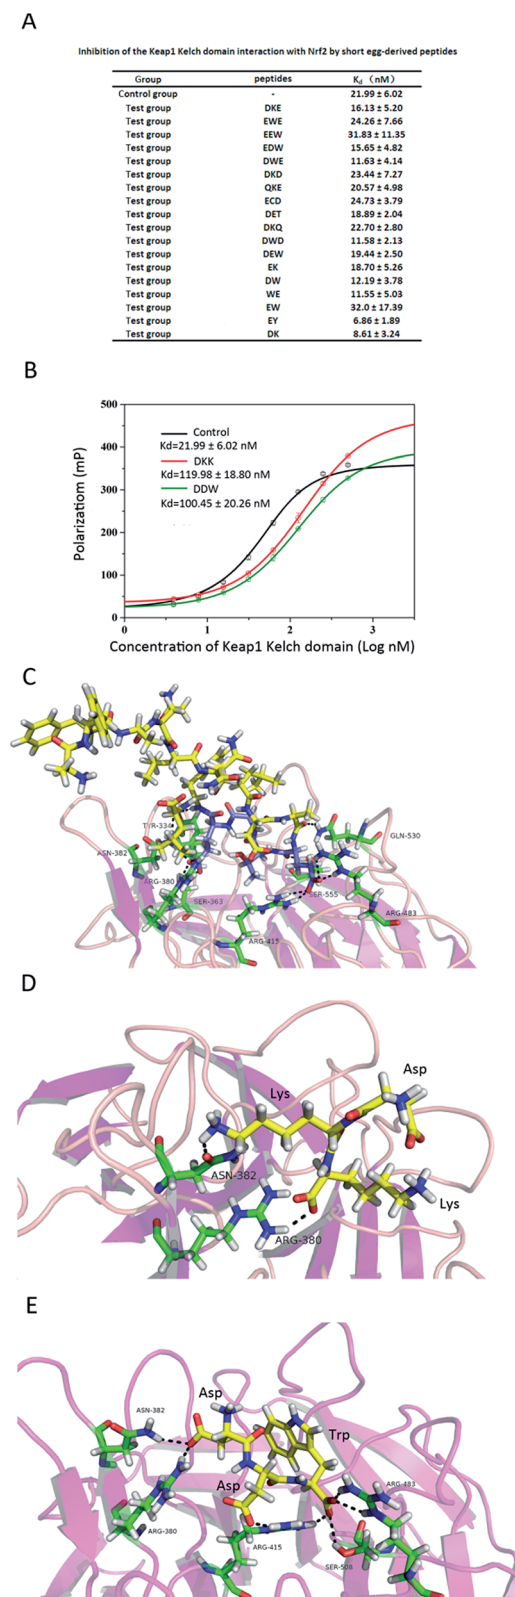 A
Inhibition of the Keap1 Kelch domain interaction with Nrf2 by short egg-derived peptides
Group peptides Kd (nM)
Control group - 21.99 ± 6.02
Test group DKE 16.13 ± 5.20
Test group EWE 24.26 ± 7.66
Test group EEW 31.83 ± 11.35
Test group EDW 15.65 ± 4.82
Test group DWE 11.63 ± 4.14
Test group DKD 23.44 ± 7.27
Test group QKE 20.57 ± 4.98
Test group ECD 24.73 ± 3.79
Test group DET 18.89 ± 2.04
Test group DKQ 22.70 ± 2.80
Test group DWD 11.58 ± 2.13
Test group DEW 19.44 ± 2.50
Test group EK 18.70 ± 5.26
Test group DW 12.19 ± 3.78
Test group WE 11.55 ± 5.03
Test group EW 32.0 ± 17.39
Test group EY 6.86 ± 1.89
Test group DK 8.61 ± 3.24
B
500
400
300
200
100
0
Polarizatiom (mP)
Control
Kd=21.99 ± 6.02 nM
DKK
Kd=119.98 ± 18.80 nM
DDW
Kd=100.45 ± 20.26 nM
0 1 2 3
Concentration of Keap1 Kelch domain (Log nM)
C
TYR-334
GLN-530
ASN-382
ARG-380
SER-363
SER-555
ARG-483
ARG-415
D
Asp
Lys
ASN-382
Lys
ARG-380
E
Asp
ASN-382
Trp
Asp
ARG-483
ARG-380
ARG-415
SER-508